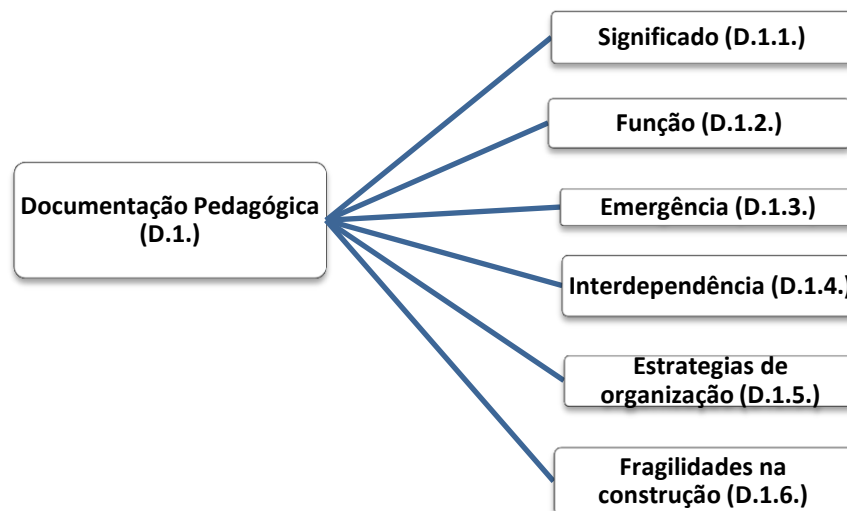 Significado (D.1.1.)
Função (D.1.2.)
Documentação Pedagógica
(D.1.)
Emergência (D.1.3.)
Interdependência (D.1.4.)
Estrategias de
organização (D.1.5.)
Fragilidades na
construção (D.1.6.)